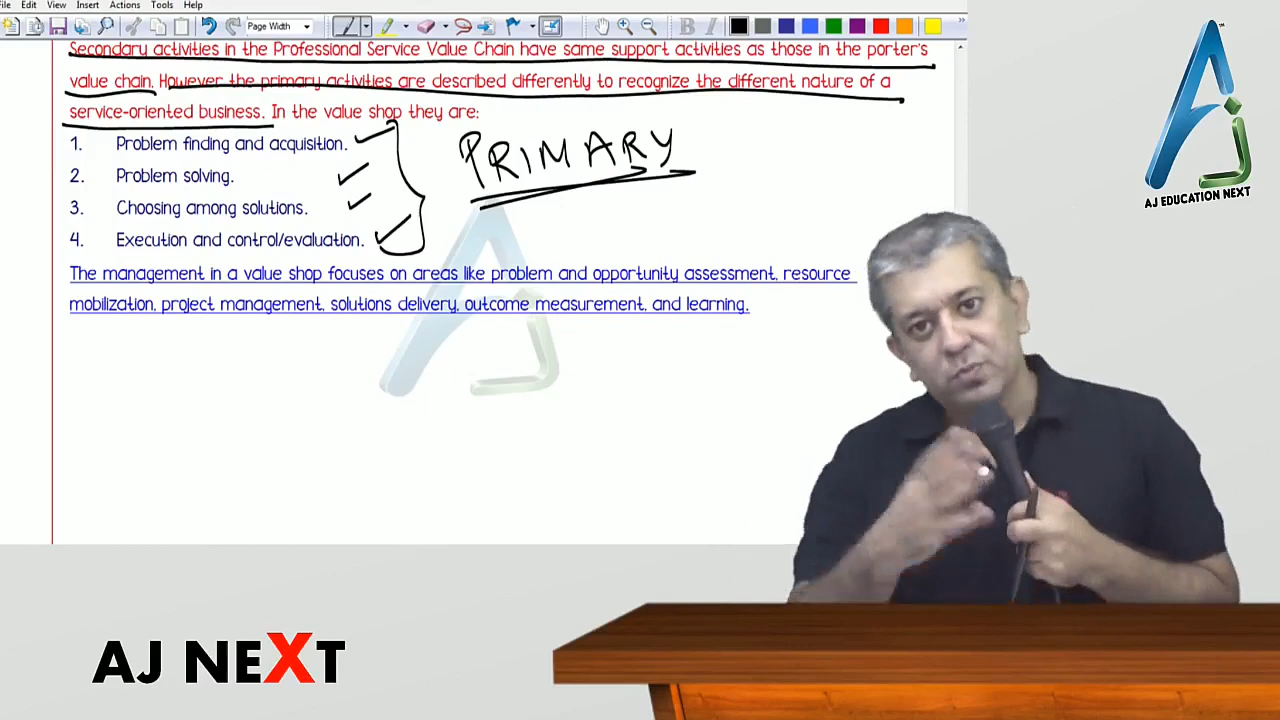 File Edit View Insert Actions Tools Help
Page Width
Secondary activities in the Professional Service Value Chain have same support activities as those in the porter's
value chain. However the primary activities are described differently to recognize the different nature of a
service-oriented business. In the value shop they are:
1. Problem finding and acquisition.
2. Problem solving.
3. Choosing among solutions.
4. Execution and control/evaluation.
PRIMARY
The management in a value shop focuses on areas like problem and opportunity assessment, resource
mobilization, project management, solutions delivery, outcome measurement, and learning.
AJ EDUCATION NEXT
AJ NEXT